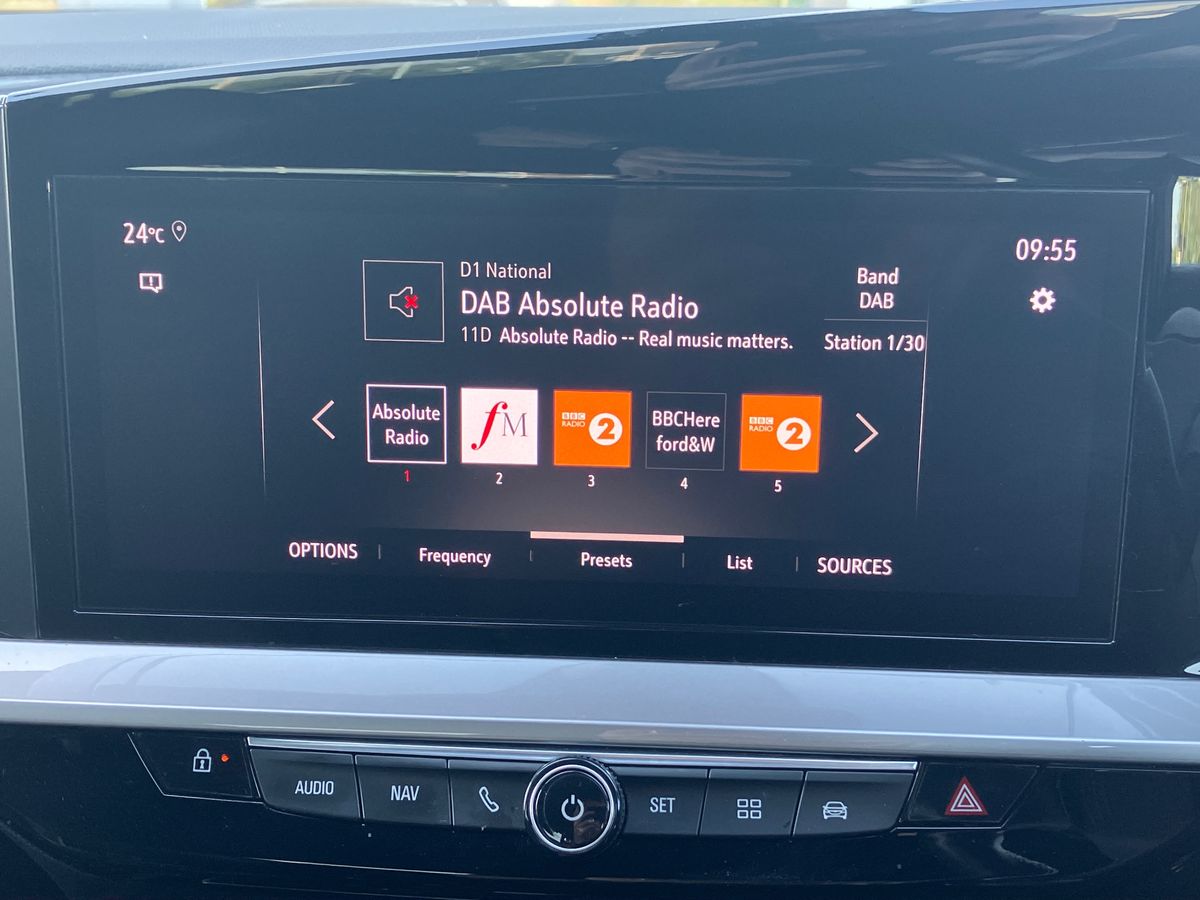 24°C
09:55
D1 National
DAB Absolute Radio
11D Absolute Radio -- Real music matters.
Band
DAB
Station 1/30
Absolute
Radio
fM
BBC
RADIO 2
BBCHere
ford&W
BBC
RADIO 2
1
2
3
4
5
OPTIONS
Frequency
Presets
List
SOURCES
AUDIO
NAV
SET